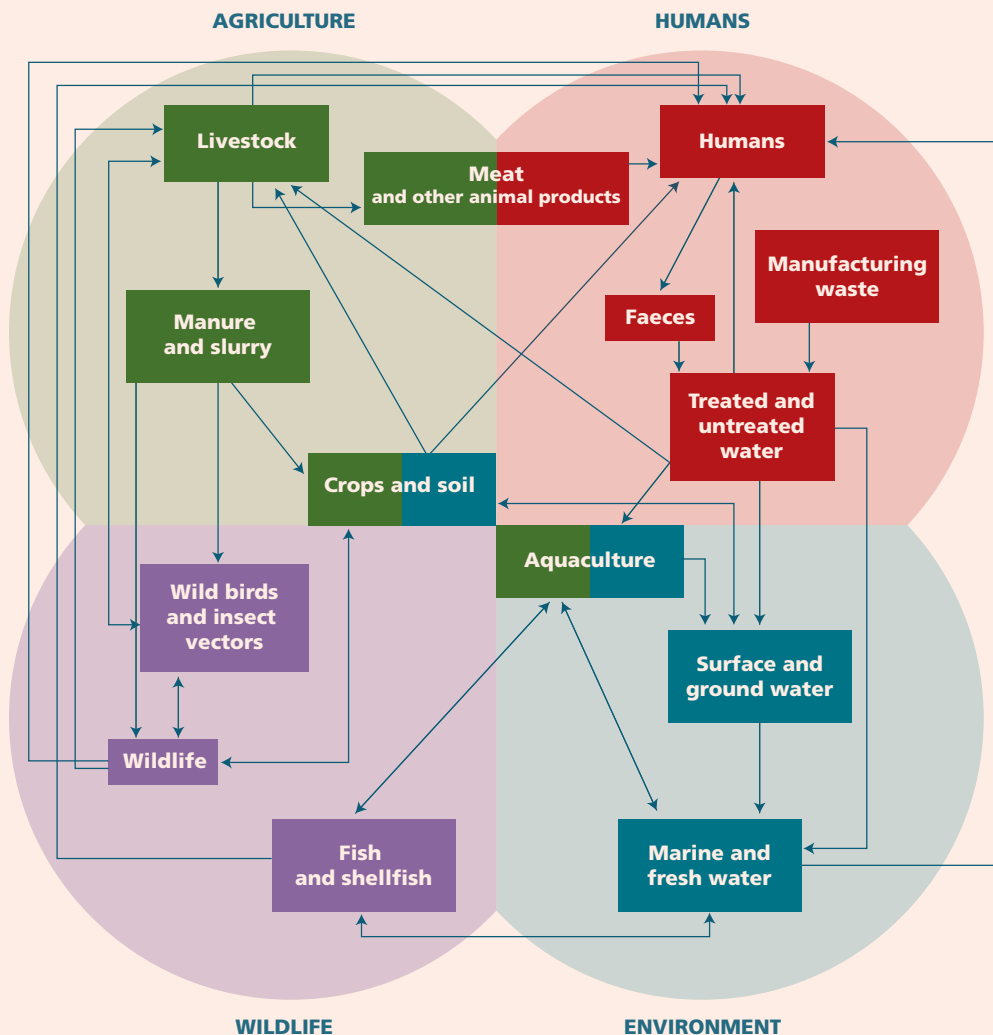 AGRICULTURE
HUMANS
Livestock
Humans
Meat
and other animal products
Manufacturing
waste
Manure
and slurry
Faeces
Treated and
untreated
water
Crops and soil
Aquaculture
Wild birds
and insect
vectors
Surface and
ground water
Wildlife
Fish
and shellfish
Marine and
fresh water
WILDLIFE
ENVIRONMENT